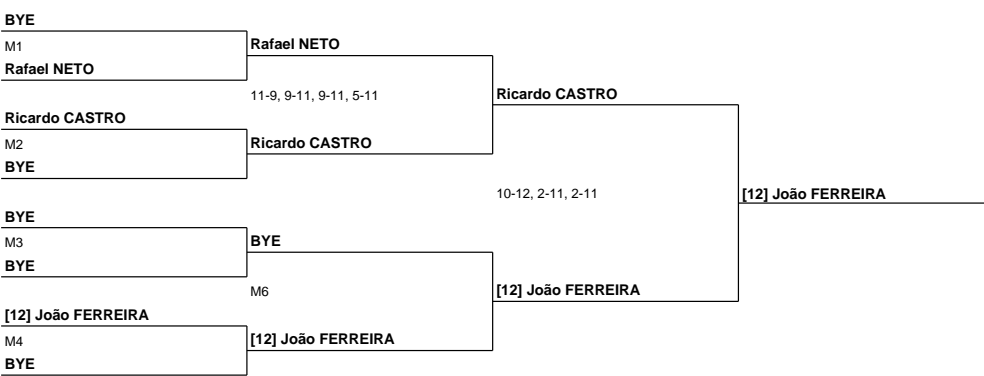 BYE
M1
Rafael NETO
Rafael NETO
11-9, 9-11, 9-11, 5-11
Ricardo CASTRO
Ricardo CASTRO
M2
BYE
Ricardo CASTRO
10-12, 2-11, 2-11
[12] João FERREIRA
BYE
M3
BYE
BYE
M6
[12] João FERREIRA
[12] João FERREIRA
M4
BYE
[12] João FERREIRA